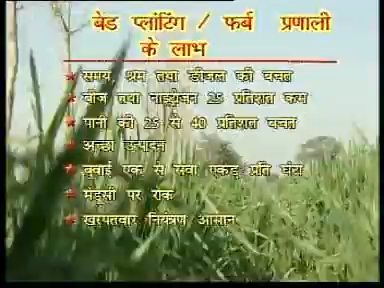 बेड प्लांटिंग / फर्ब प्रणाली
के लाभ
समय, श्रम तथा डीजल की बचत
बीज तथा नाइट्रोजन 25 प्रतिशत कम
पानी की 25 से 40 प्रतिशत बचत
अच्छा उत्पादन
बुवाई एक से सवा एकड़ प्रति घंटा
मंडूसी पर रोक
खरपतवार नियंत्रण आसान